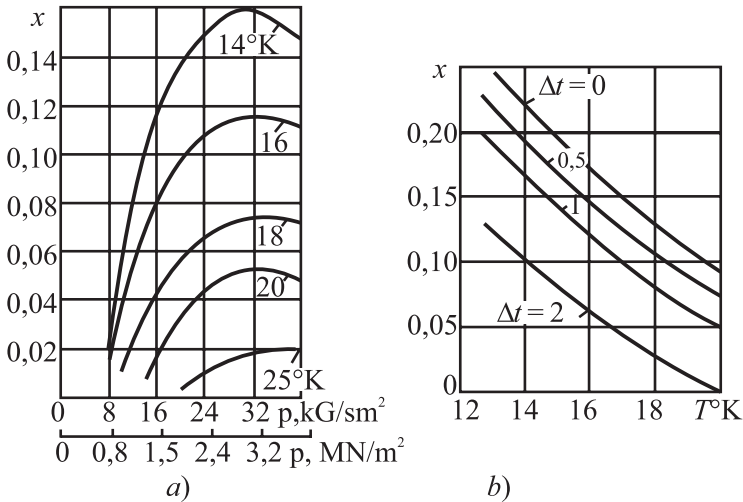 x
14°K
0,14
0,12
16
0,10
0,08
18
0,06
20
0,04
0,02
25°K
0 8 16 24 32 p,kG/sm²
0 0,8 1,5 2,4 3,2 p, MN/m²
a)
x
Δt = 0
0,20
0,5
0,15
1
0,10
Δt = 2
0,05
0
12 14 16 18 T°K
b)